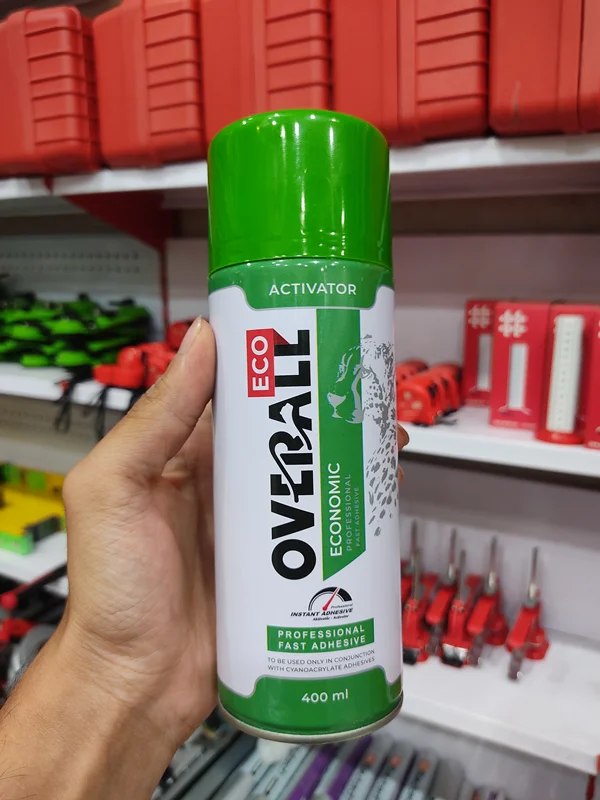 ACTIVATOR
ECO
OVERALL
ECONOMIC
PROFESSIONAL
FAST ADHESIVE
Professional
INSTANT ADHESIVE
PROFESSIONAL
FAST ADHESIVE
TO BE USED ONLY IN CONJUNCTION
WITH CYANOACRYLATE ADHESIVES
400 ml